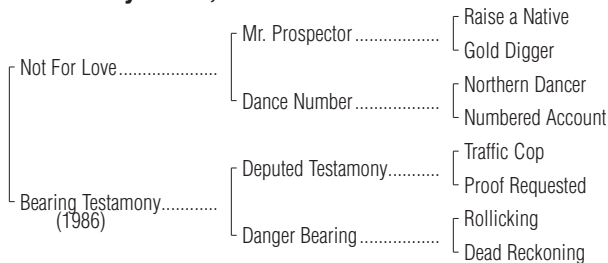 Raise a Native
Mr. Prospector..................
Gold Digger
Not For Love.....................
Northern Dancer
Dance Number..................
Numbered Account
Traffic Cop
Deputed Testamony...........
Proof Requested
Bearing Testamony............
(1986)
Rollicking
Danger Bearing.................
Dead Reckoning